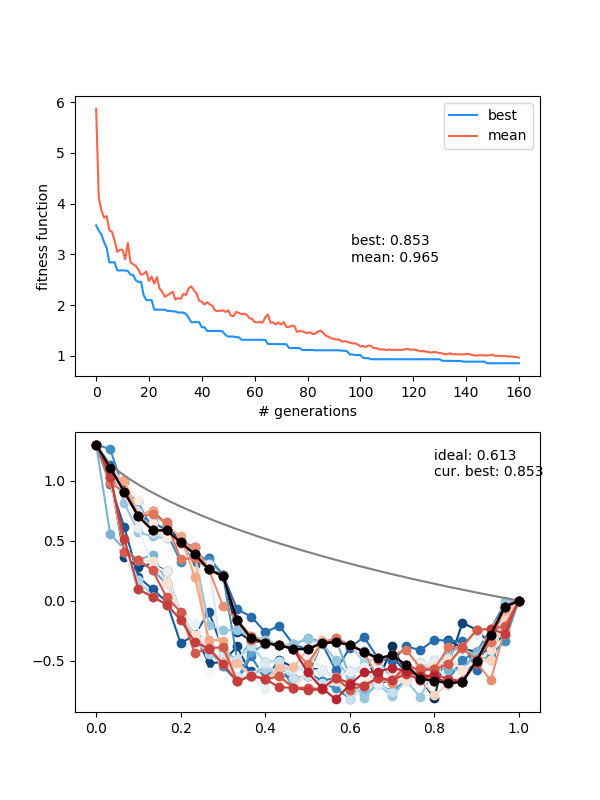 6
5
4
3
2
1
fitness function
best
mean
best: 0.853
mean: 0.965
0 20 40 60 80 100 120 140 160
# generations
1.0
0.5
0.0
−0.5
ideal: 0.613
cur. best: 0.853
0.0 0.2 0.4 0.6 0.8 1.0